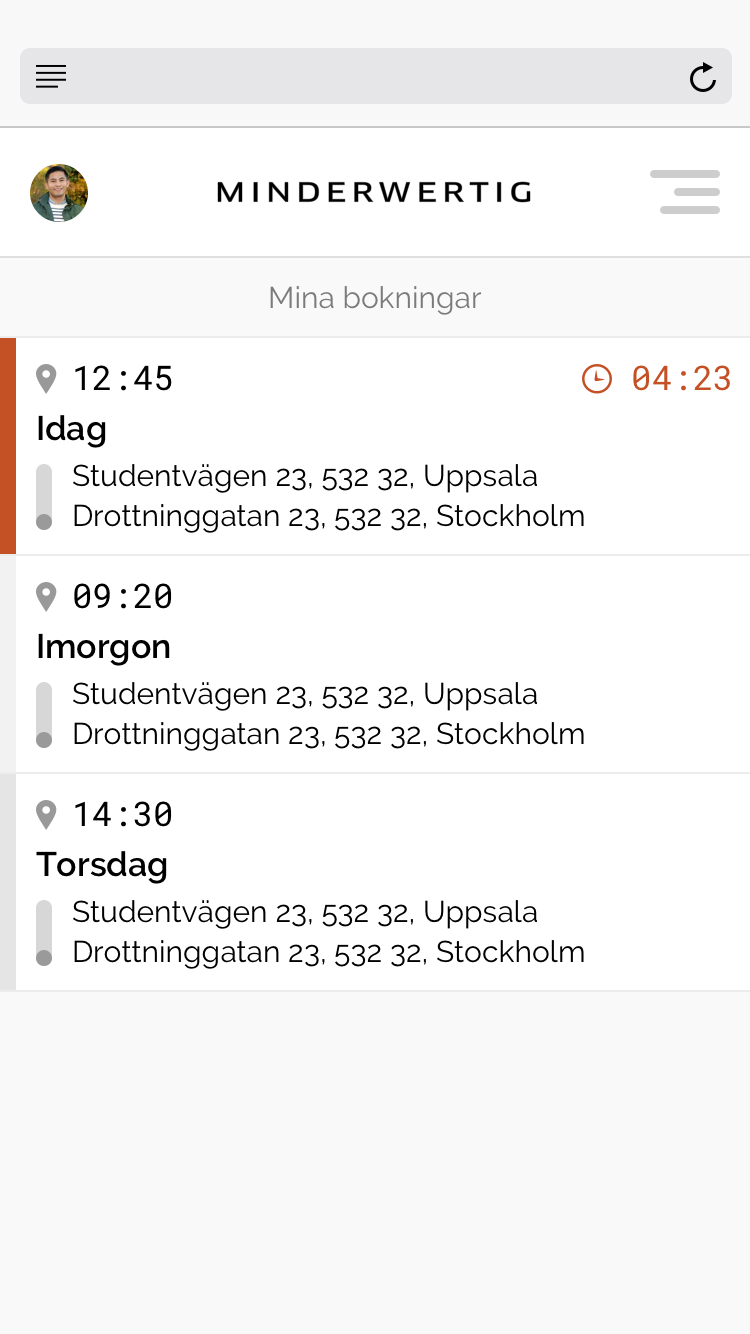 MINDERWERTIG
Mina bokningar
12:45
04:23
Idag
Studentvägen 23, 532 32, Uppsala
Drottninggatan 23, 532 32, Stockholm
09:20
Imorgon
Studentvägen 23, 532 32, Uppsala
Drottninggatan 23, 532 32, Stockholm
14:30
Torsdag
Studentvägen 23, 532 32, Uppsala
Drottninggatan 23, 532 32, Stockholm